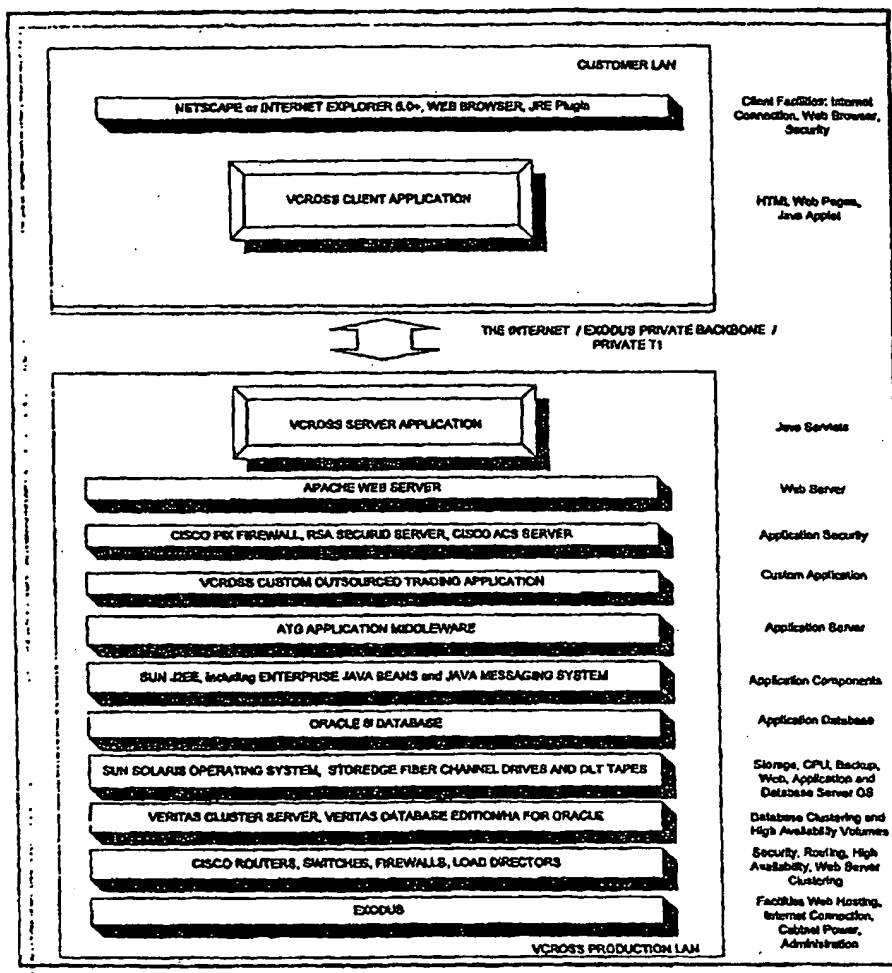 CUSTOMER LAN
NETSCAPE or INTERNET EXPLORER 5.0+, WEB BROWSER, JRE Plugin
Client Facilities: Internet
Connection, Web Browser,
Security
VCROSS CLIENT APPLICATION
HTML Web Pages,
Java Applet
THE INTERNET / EXODUS PRIVATE BACKBONE /
PRIVATE T1
VCROSS SERVER APPLICATION
Java Servlets
APACHE WEB SERVER
Web Server
CISCO PIX FIREWALL, RSA SECURID SERVER, CISCO ACS SERVER
Application Security
VCROSS CUSTOM OUTSOURCED TRADING APPLICATION
Custom Application
ATG APPLICATION MIDDLEWARE
Application Server
SUN J2EE, including ENTERPRISE JAVA BEANS and JAVA MESSAGING SYSTEM
Application Components
ORACLE 8i DATABASE
Application Database
SUN SOLARIS OPERATING SYSTEM, STOREDGE FIBER CHANNEL DRIVES AND DLT TAPES
Storage, CPU, Backup,
Web, Application and
Database Server OS
VERITAS CLUSTER SERVER, VERITAS DATABASE EDITION/HA FOR ORACLE
Database Clustering and
High Availability Volumes
CISCO ROUTERS, SWITCHES, FIREWALLS, LOAD DIRECTORS
Security, Routing, High
Availability, Web Server
Clustering
EXODUS
Facilities Web Hosting,
Internet Connection,
Cabinet Power,
Administration
VCROSS PRODUCTION LAN